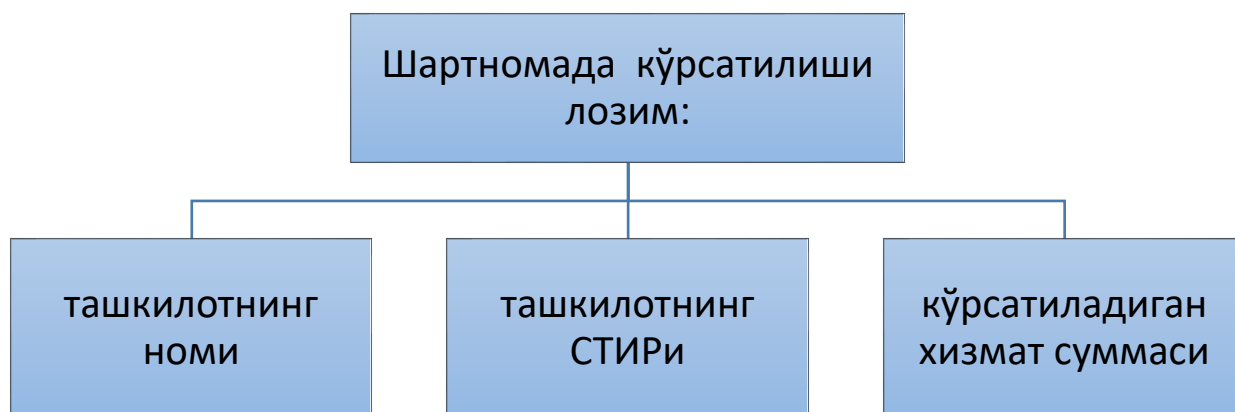 Шартномада кўрсатилиши
лозим:
ташкилотнинг
номи
ташкилотнинг
СТИРи
кўрсатиладиган
хизмат суммаси